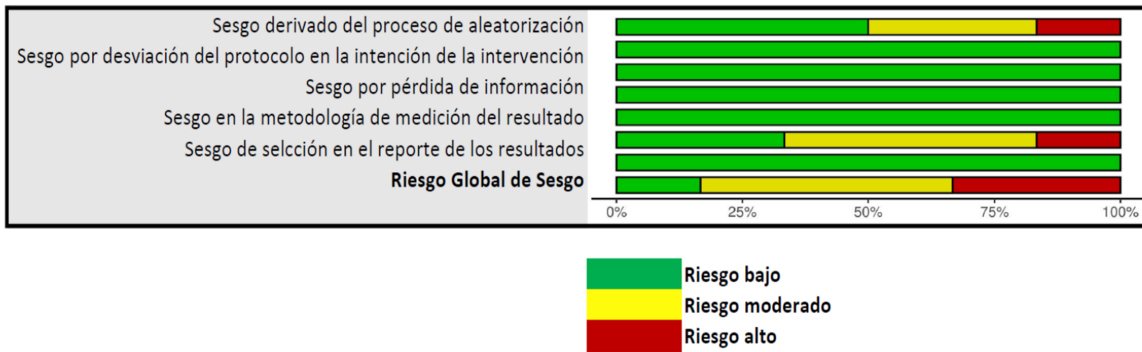 Sesgo derivado del proceso de aleatorización
Sesgo por desviación del protocolo en la intención de la intervención
Sesgo por pérdida de información
Sesgo en la metodología de medición del resultado
Sesgo de selcción en el reporte de los resultados
Riesgo Global de Sesgo
0% 25% 50% 75% 100%
Riesgo bajo
Riesgo moderado
Riesgo alto